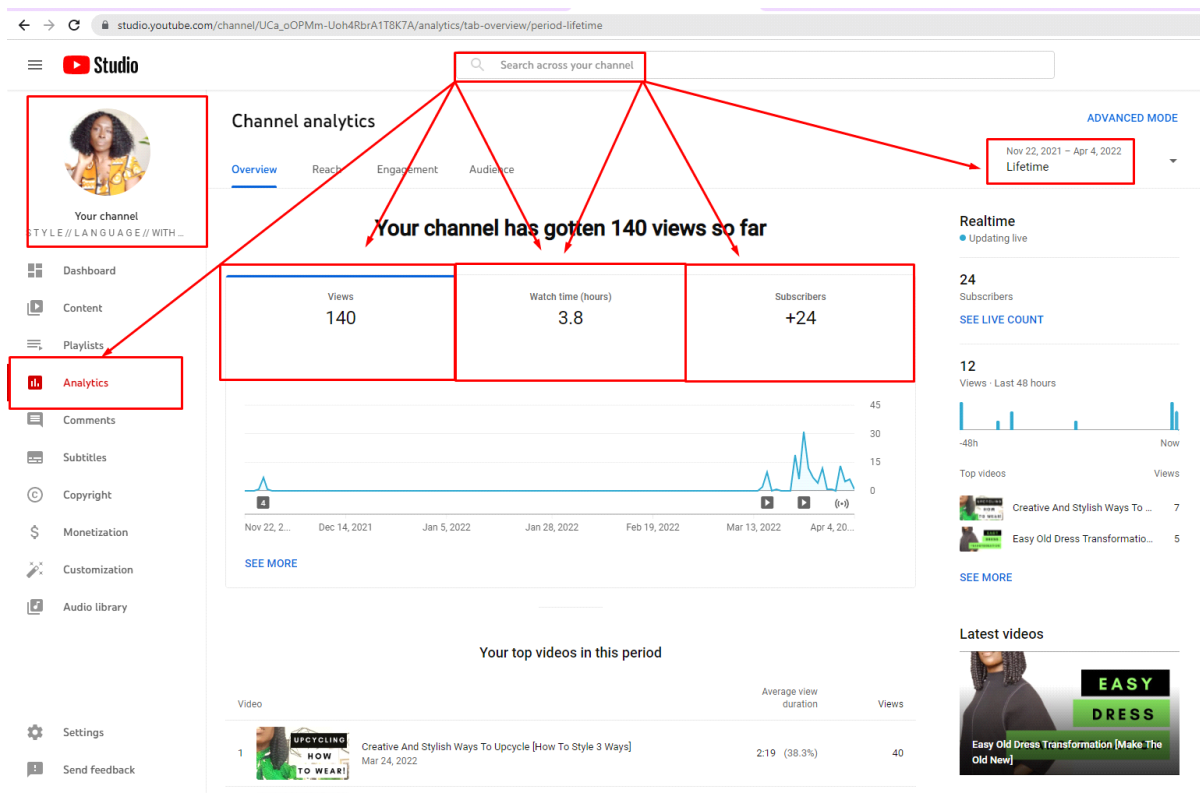 studio.youtube.com/channel/UCa_oOPMm-Uoh4RbrA1T8K7A/analytics/tab-overview/period-lifetime
Studio
Search across your channel
Your channel
S T Y L E // L A N G U A G E // WITH ...
Dashboard
Content
Playlists
Analytics
Comments
Subtitles
Copyright
Monetization
Customization
Audio library
Settings
Send feedback
Channel analytics
ADVANCED MODE
Overview Reach Engagement Audience
Nov 22, 2021 – Apr 4, 2022
Lifetime
Your channel has gotten 140 views so far
Views
140
Watch time (hours)
3.8
Subscribers
+24
45
30
15
0
4
Nov 22, 2... Dec 14, 2021 Jan 5, 2022 Jan 28, 2022 Feb 19, 2022 Mar 13, 2022 Apr 4, 20...
SEE MORE
Your top videos in this period
Video Average view duration Views
1 UPCYCLING HOW TO WEAR! Creative And Stylish Ways To Upcycle [How To Style 3 Ways] 2:19 (38.3%) 40
Mar 24, 2022
Realtime
Updating live
24
Subscribers
SEE LIVE COUNT
12
Views · Last 48 hours
-48h Now
Top videos Views
UPCYCLING HOW TO WEAR! Creative And Stylish Ways To ... 7
EASY DRESS Easy Old Dress Transformatio... 5
SEE MORE
Latest videos
EASY
DRESS
Easy Old Dress Transformation [Make The
Old New]